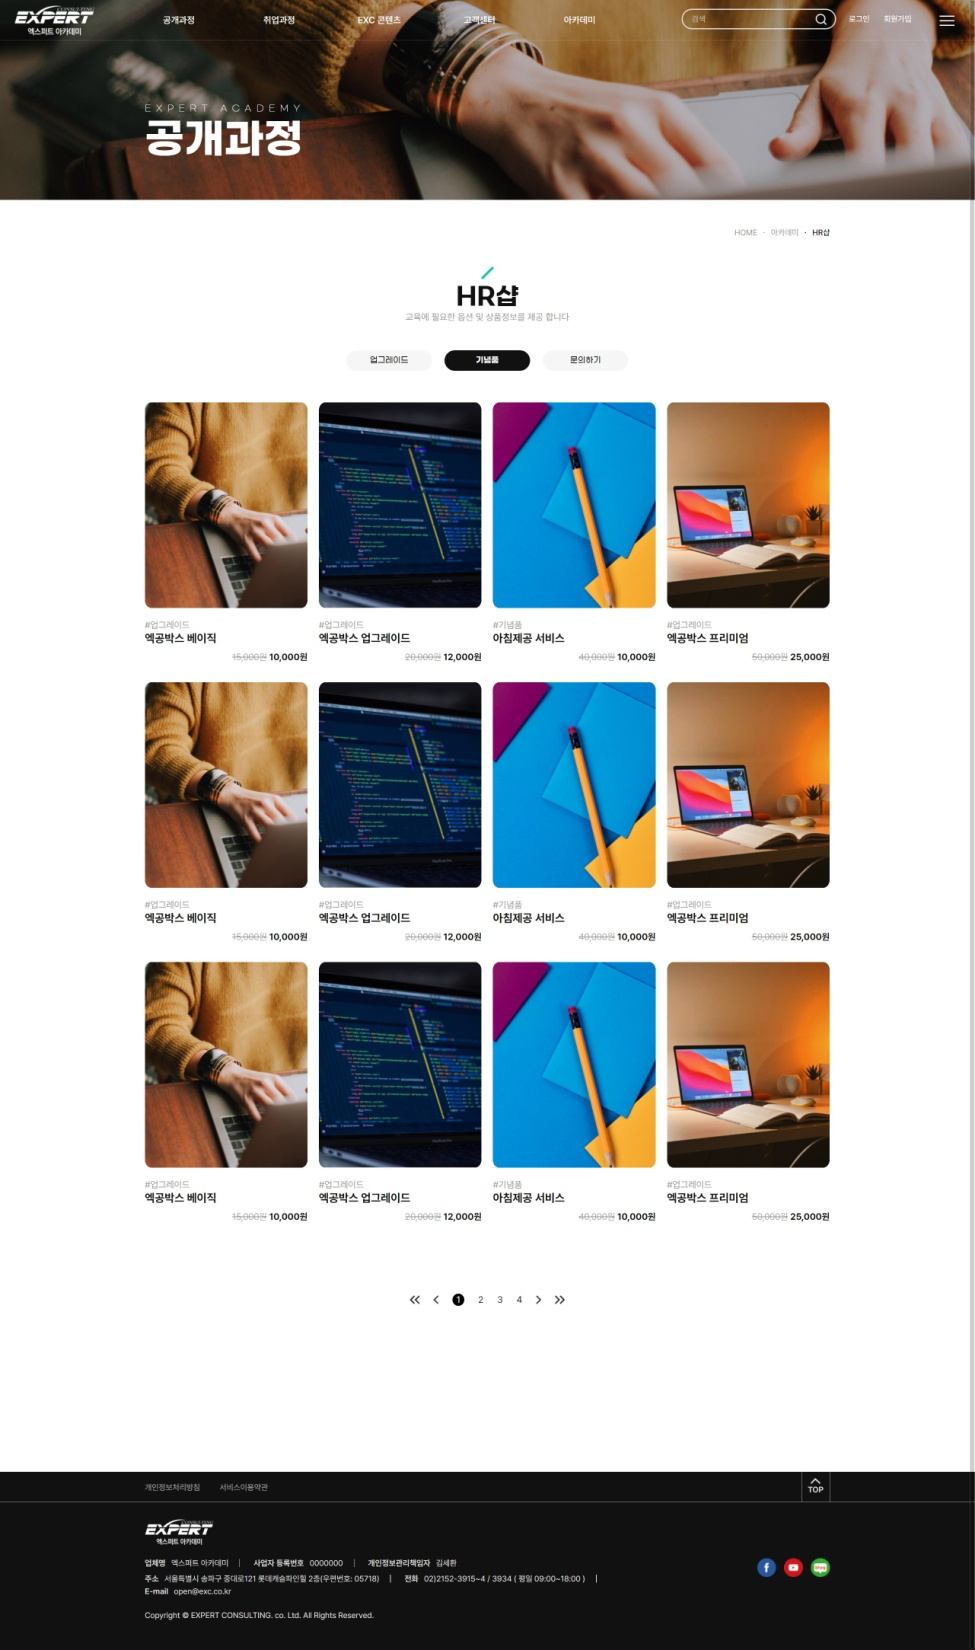 CONSULTING
EXPERT
엑스퍼트 아카데미
공개과정 취업과정 EXC 콘텐츠 고객센터 아카데미 검색 로그인 회원가입
EXPERT ACADEMY
공개과정
HOME · 아카데미 · HR샵
HR샵
교육에 필요한 옵션 및 상품정보를 제공 합니다
업그레이드 기념품 문의하기
#업그레이드 #업그레이드 #기념품 #업그레이드
엑공박스 베이직 엑공박스 업그레이드 아침제공 서비스 엑공박스 프리미엄
15,000원 10,000원 20,000원 12,000원 40,000원 10,000원 50,000원 25,000원
#업그레이드 #업그레이드 #기념품 #업그레이드
엑공박스 베이직 엑공박스 업그레이드 아침제공 서비스 엑공박스 프리미엄
15,000원 10,000원 20,000원 12,000원 40,000원 10,000원 50,000원 25,000원
#업그레이드 #업그레이드 #기념품 #업그레이드
엑공박스 베이직 엑공박스 업그레이드 아침제공 서비스 엑공박스 프리미엄
15,000원 10,000원 20,000원 12,000원 40,000원 10,000원 50,000원 25,000원
1 2 3 4
개인정보처리방침 서비스이용약관 TOP
CONSULTING
EXPERT
엑스퍼트 아카데미
업체명 엑스퍼트 아카데미 | 사업자 등록번호 0000000 | 개인정보관리책임자 김세환
주소 서울특별시 송파구 중대로121 롯데캐슬파인힐 2층(우편번호: 05718) | 전화 02)2152-3915~4 / 3934 ( 평일 09:00~18:00 ) |
E-mail open@exc.co.kr
Copyright © EXPERT CONSULTING. co. Ltd. All Rights Reserved.